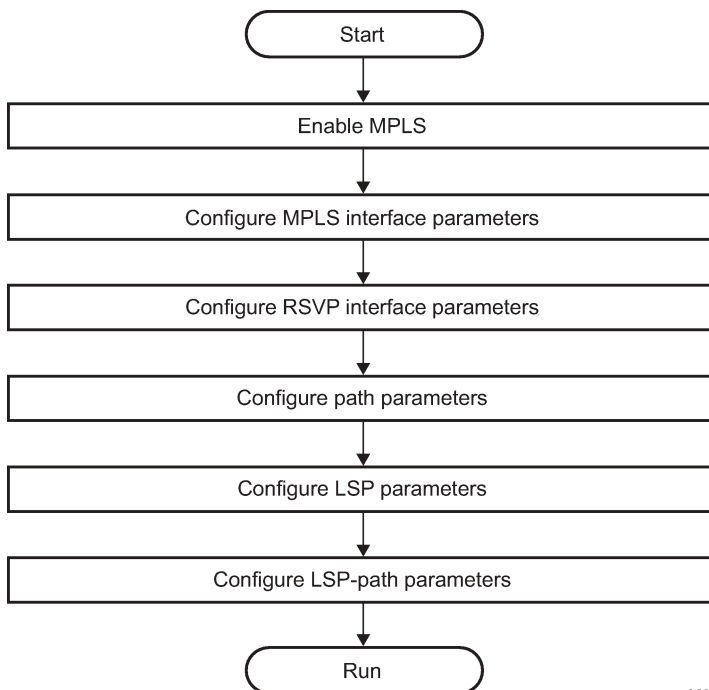 Start
Enable MPLS
Configure MPLS interface parameters
Configure RSVP interface parameters
Configure path parameters
Configure LSP parameters
Configure LSP-path parameters
Run